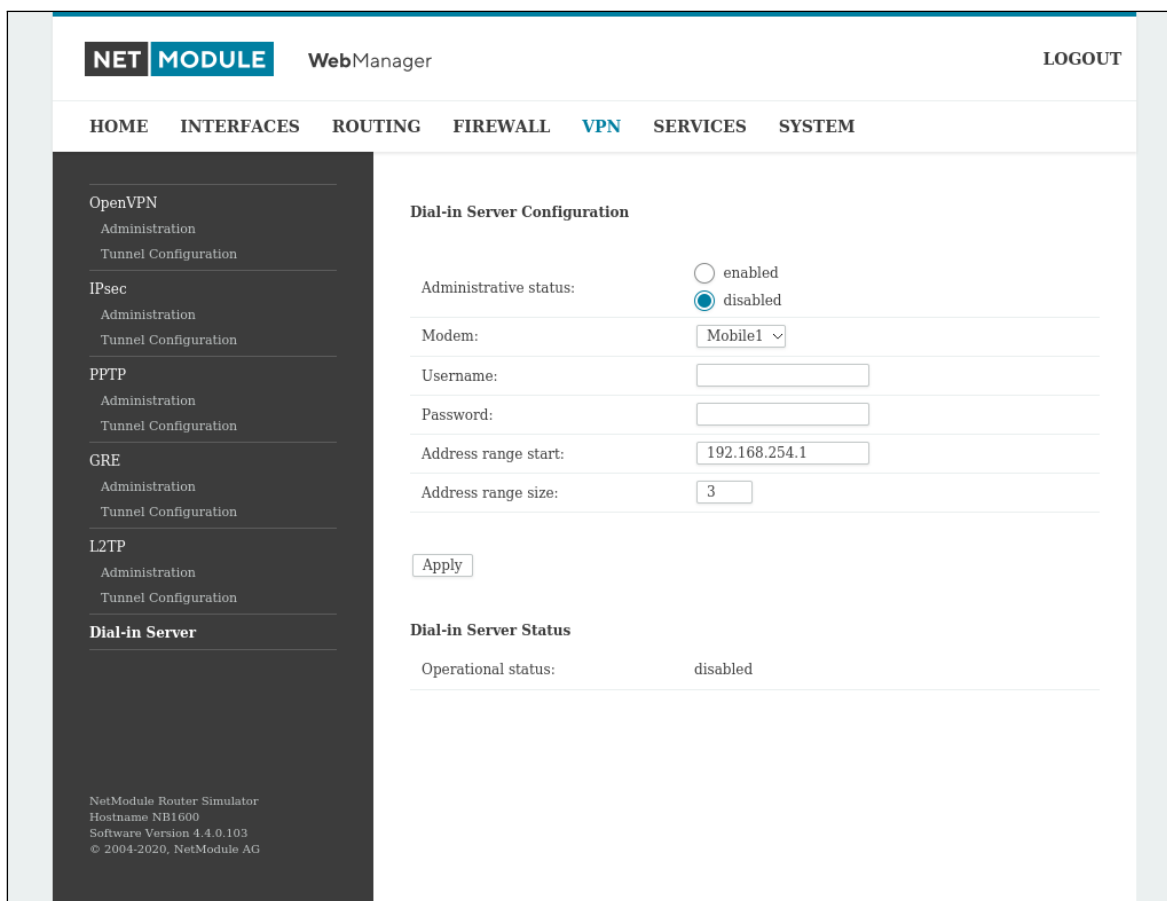 NET MODULE WebManager LOGOUT
HOME INTERFACES ROUTING FIREWALL VPN SERVICES SYSTEM
OpenVPN
Administration
Tunnel Configuration
IPsec
Administration
Tunnel Configuration
PPTP
Administration
Tunnel Configuration
GRE
Administration
Tunnel Configuration
L2TP
Administration
Tunnel Configuration
Dial-in Server
NetModule Router Simulator
Hostname NB1600
Software Version 4.4.0.103
© 2004-2020, NetModule AG
Dial-in Server Configuration
Administrative status:
enabled
disabled
Modem: Mobile1
Username:
Password:
Address range start: 192.168.254.1
Address range size: 3
Apply
Dial-in Server Status
Operational status: disabled